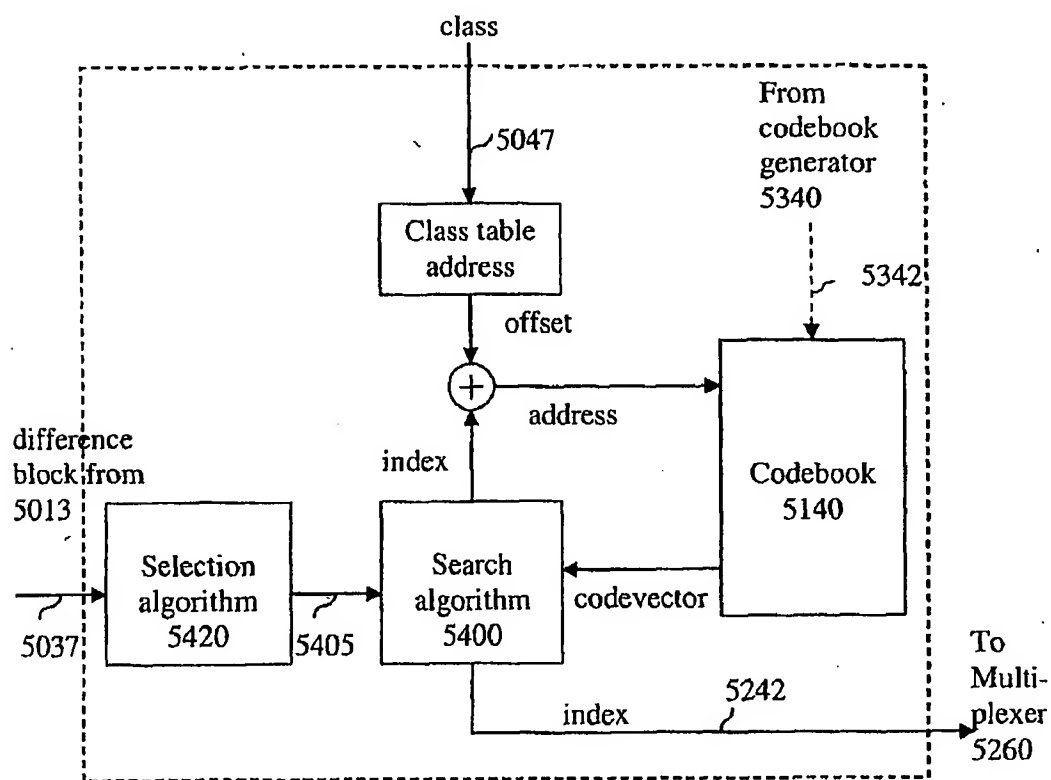 class
From
codebook
generator
5340
5047
Class table
address
5342
offset
address
difference
block from
5013
index
Codebook
5140
Selection
algorithm
5420
Search
algorithm
5400
codevector
5037
5405
To
Multi-
plexer
5260
5242
index